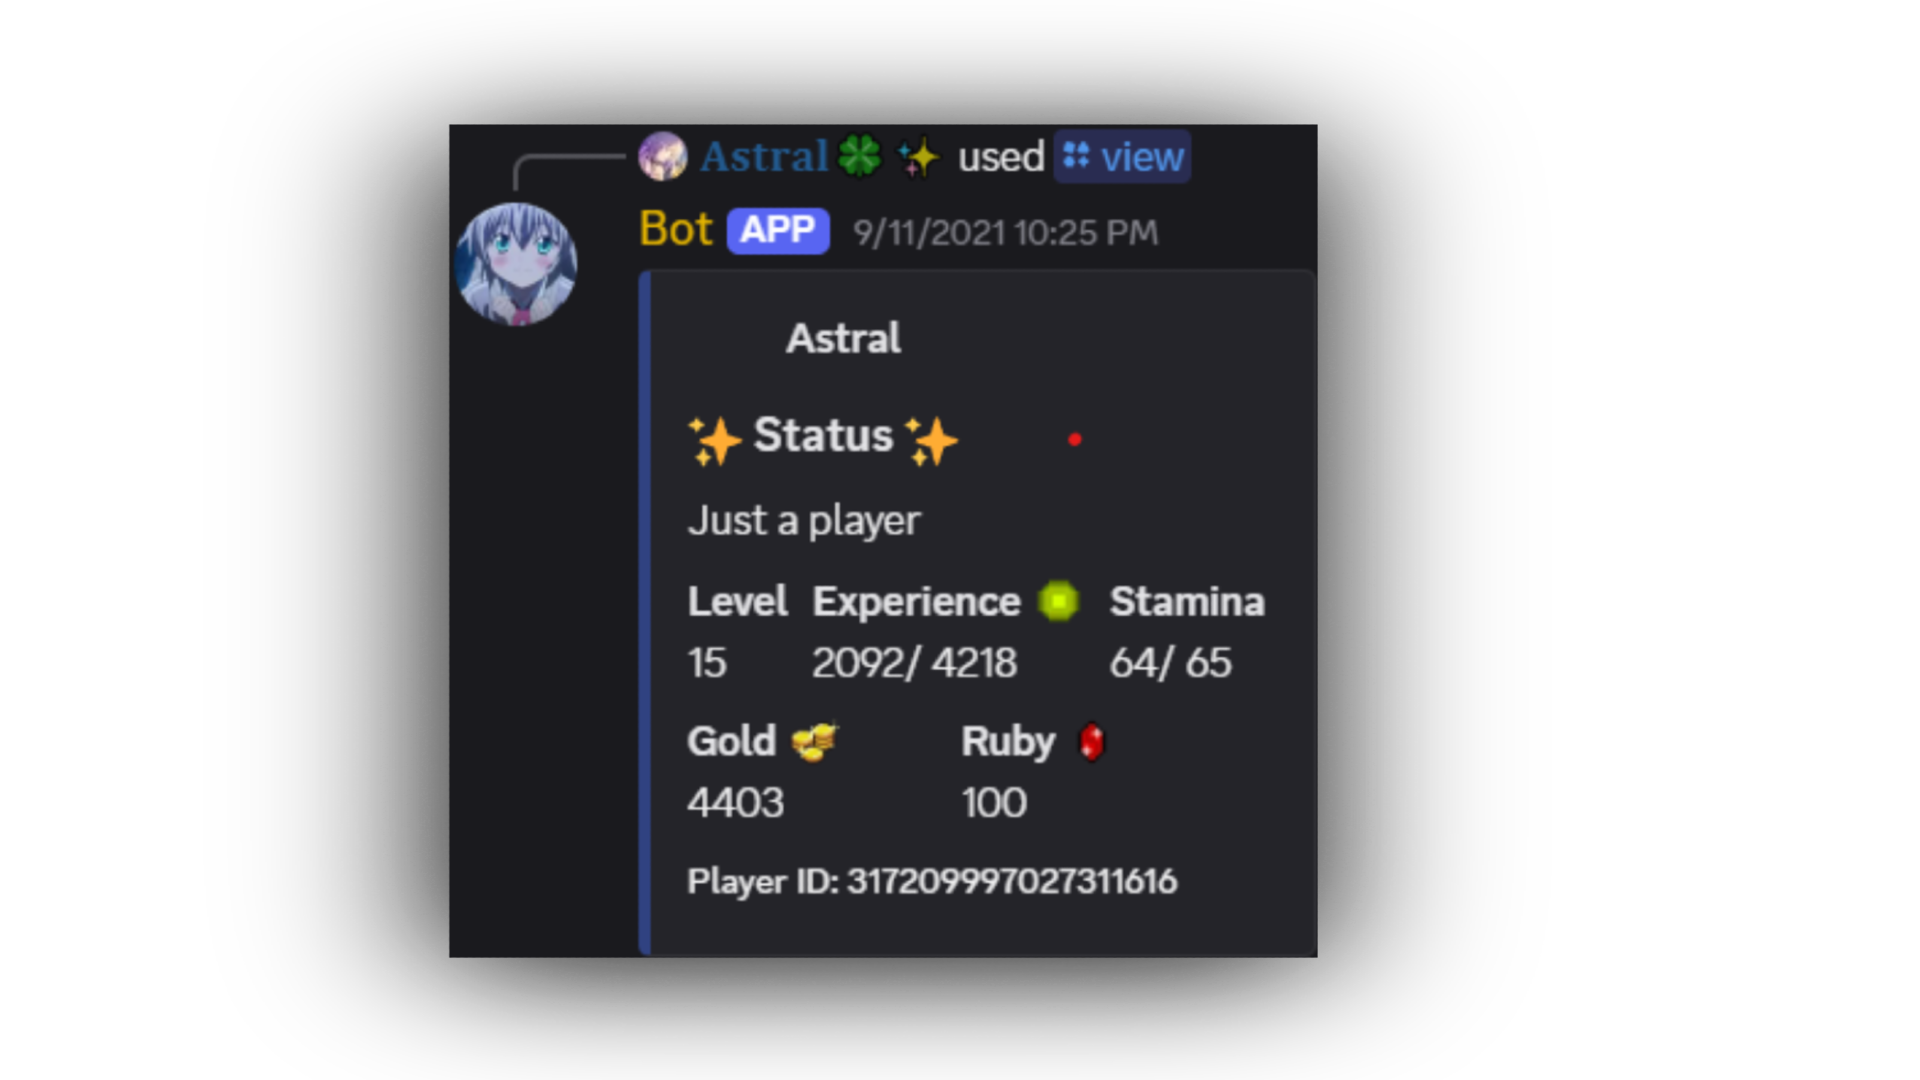 Astral🍀✨ used view
Bot APP 9/11/2021 10:25 PM
Astral
✨ Status ✨
Just a player
Level Experience Stamina
15 2092/ 4218 64/ 65
Gold Ruby
4403 100
Player ID: 317209997027311616